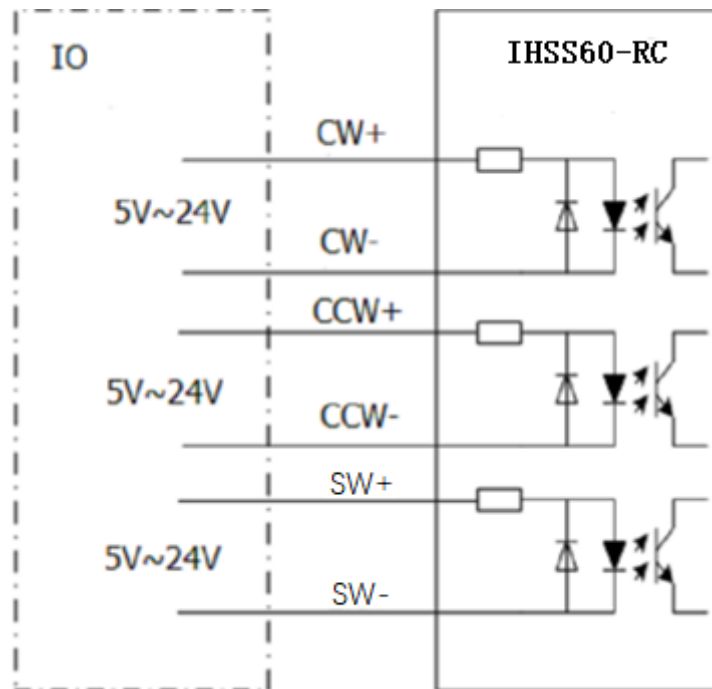 IO
IHSS60-RC
CW+
5V~24V
CW-
CCW+
5V~24V
CCW-
SW+
5V~24V
SW-